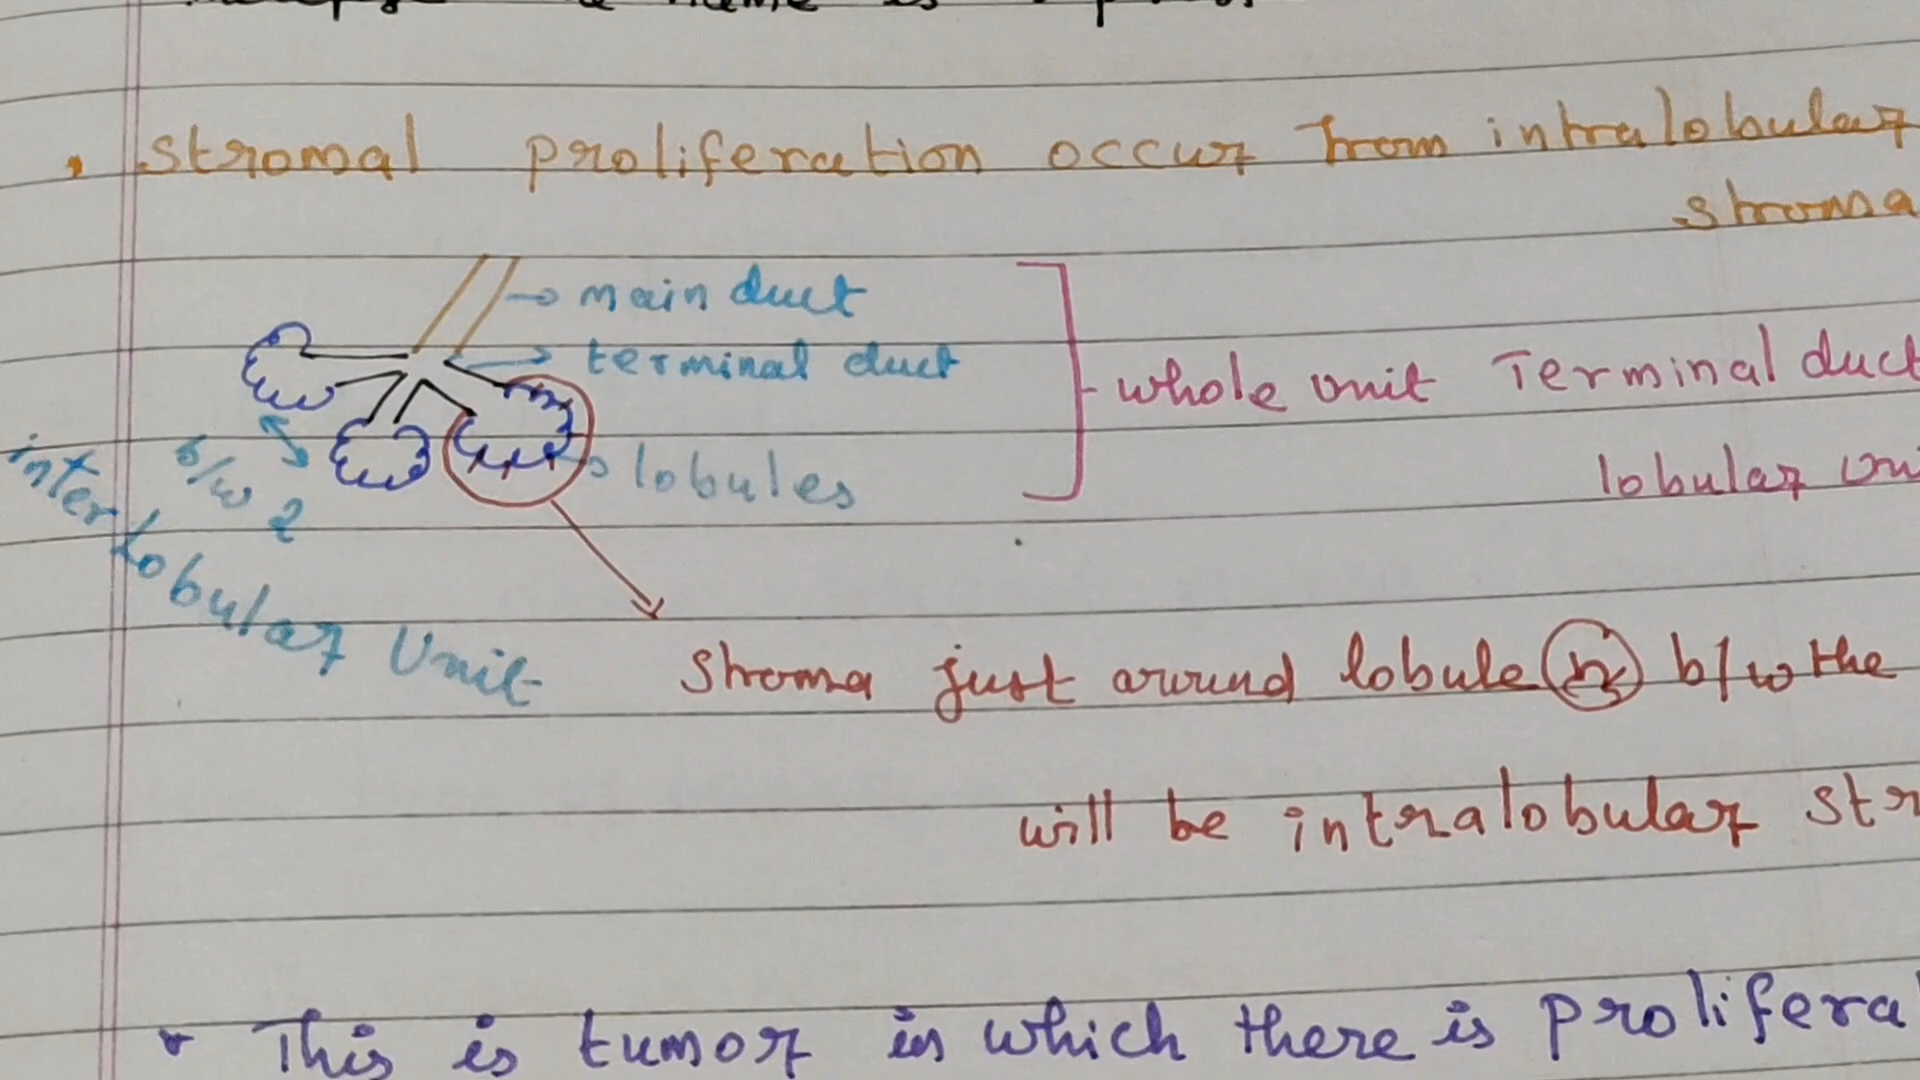 • Stromal proliferation occur from intralobular
stroma
→ main duct
→ terminal duct
whole unit Terminal duct
lobular
→ lobules
b/w 2
inter lobular Unit
Stroma just around lobule b/w the
will be intralobular
This is tumor in which there is